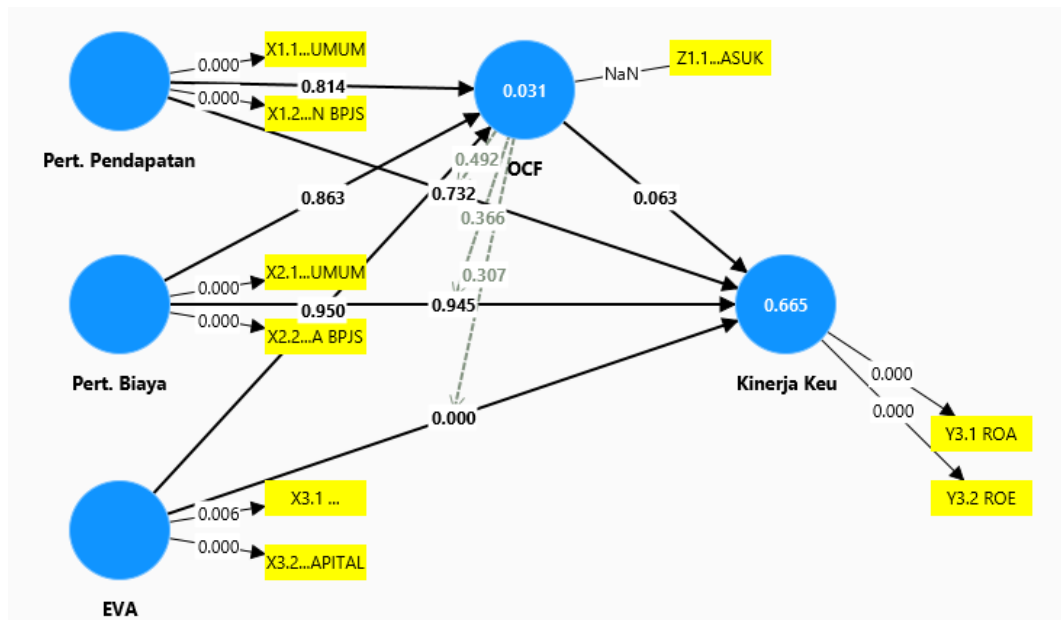 X1.1...UMUM
0.000
0.814
0.000
X1.2...N BPJS
Pert. Pendapatan
0.031
OCF
NaN
Z1.1...ASUK
0.492
0.863
0.732
0.366
0.063
0.307
X2.1...UMUM
0.000
0.950
0.945
0.000
X2.2...A BPJS
Pert. Biaya
0.665
Kinerja Keu
0.000
0.000
Y3.1 ROA
Y3.2 ROE
0.000
X3.1 ...
0.006
0.000
X3.2...APITAL
EVA